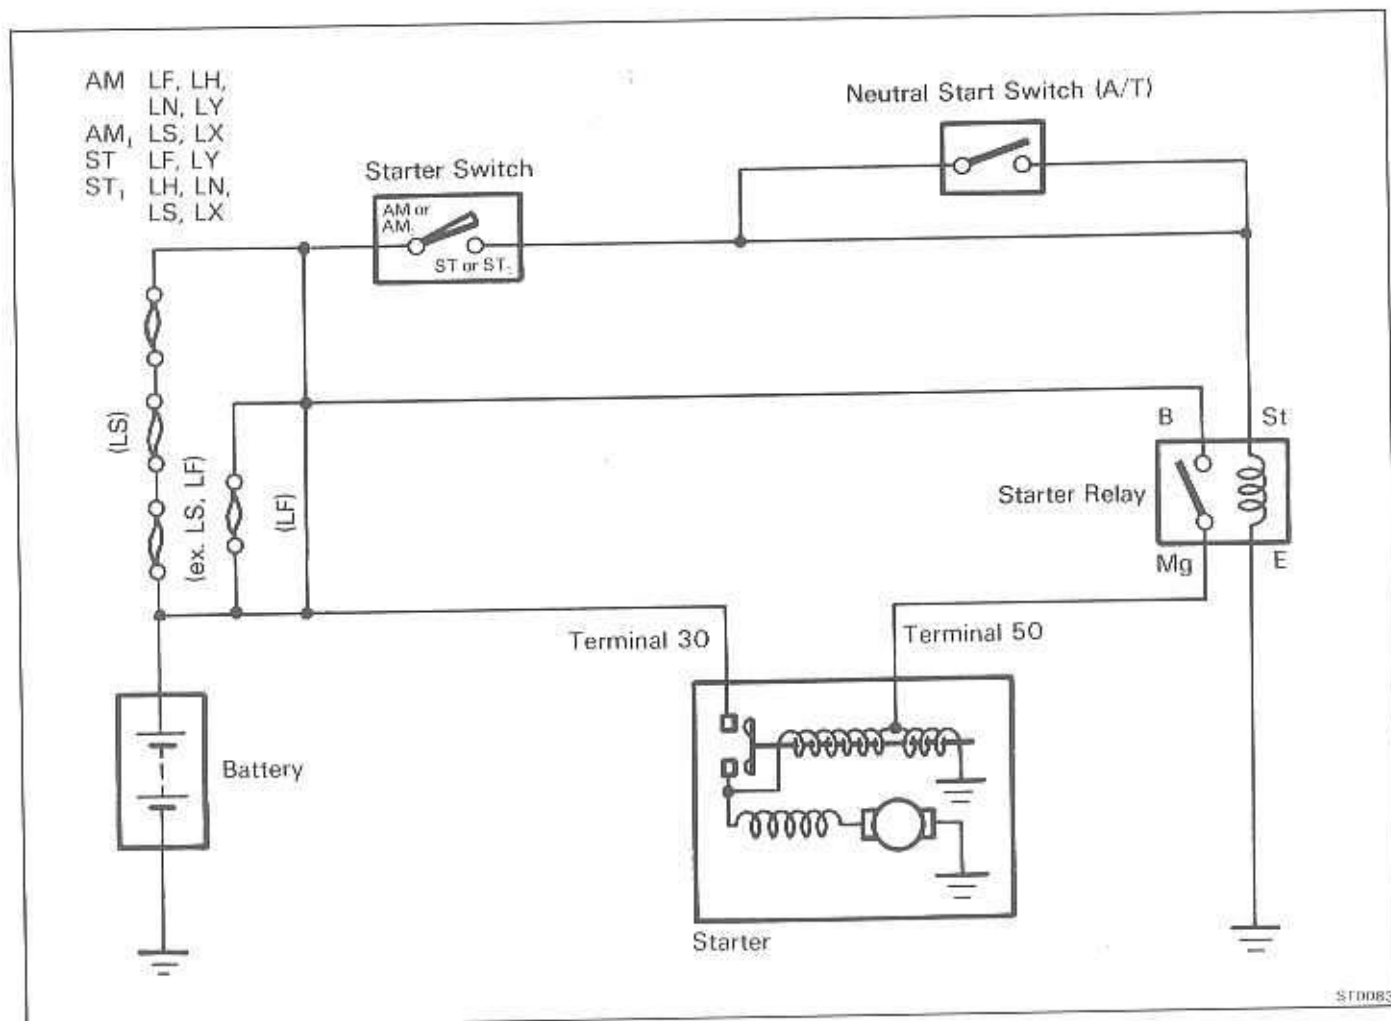 AM LF, LH,
LN, LY
AM₁ LS, LX
ST LF, LY
ST₁ LH, LN,
LS, LX
Neutral Start Switch (A/T)
Starter Switch
AM or
AM₁
ST or ST₁
(LS)
(ex. LS, LF)
(LF)
B St
Starter Relay
Mg E
Terminal 30
Terminal 50
Battery
Starter
ST0083